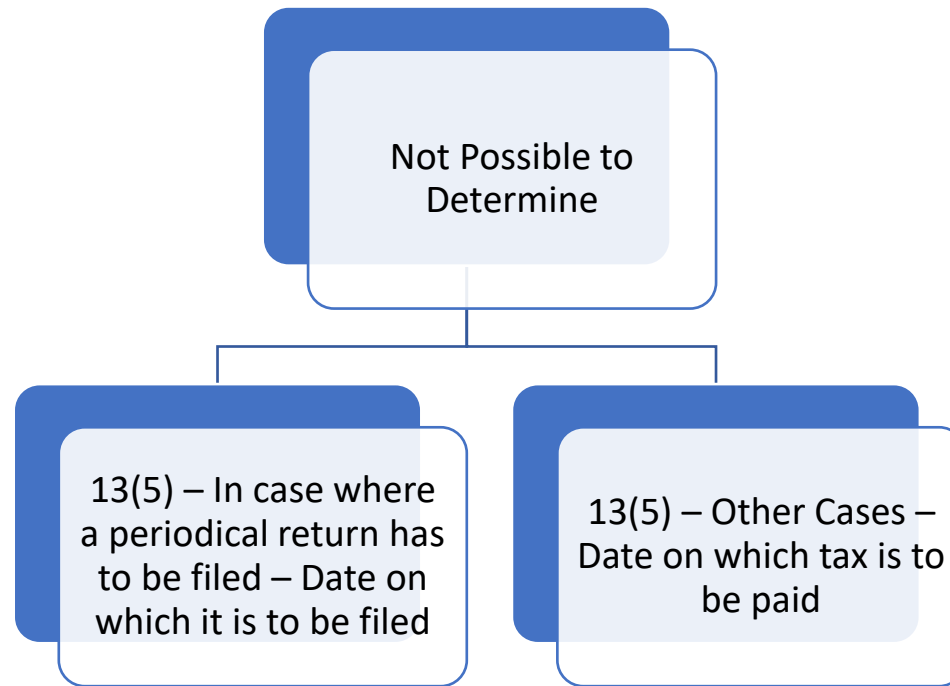 Not Possible to
Determine
13(5) – In case where
a periodical return has
to be filed – Date on
which it is to be filed
13(5) – Other Cases –
Date on which tax is to
be paid